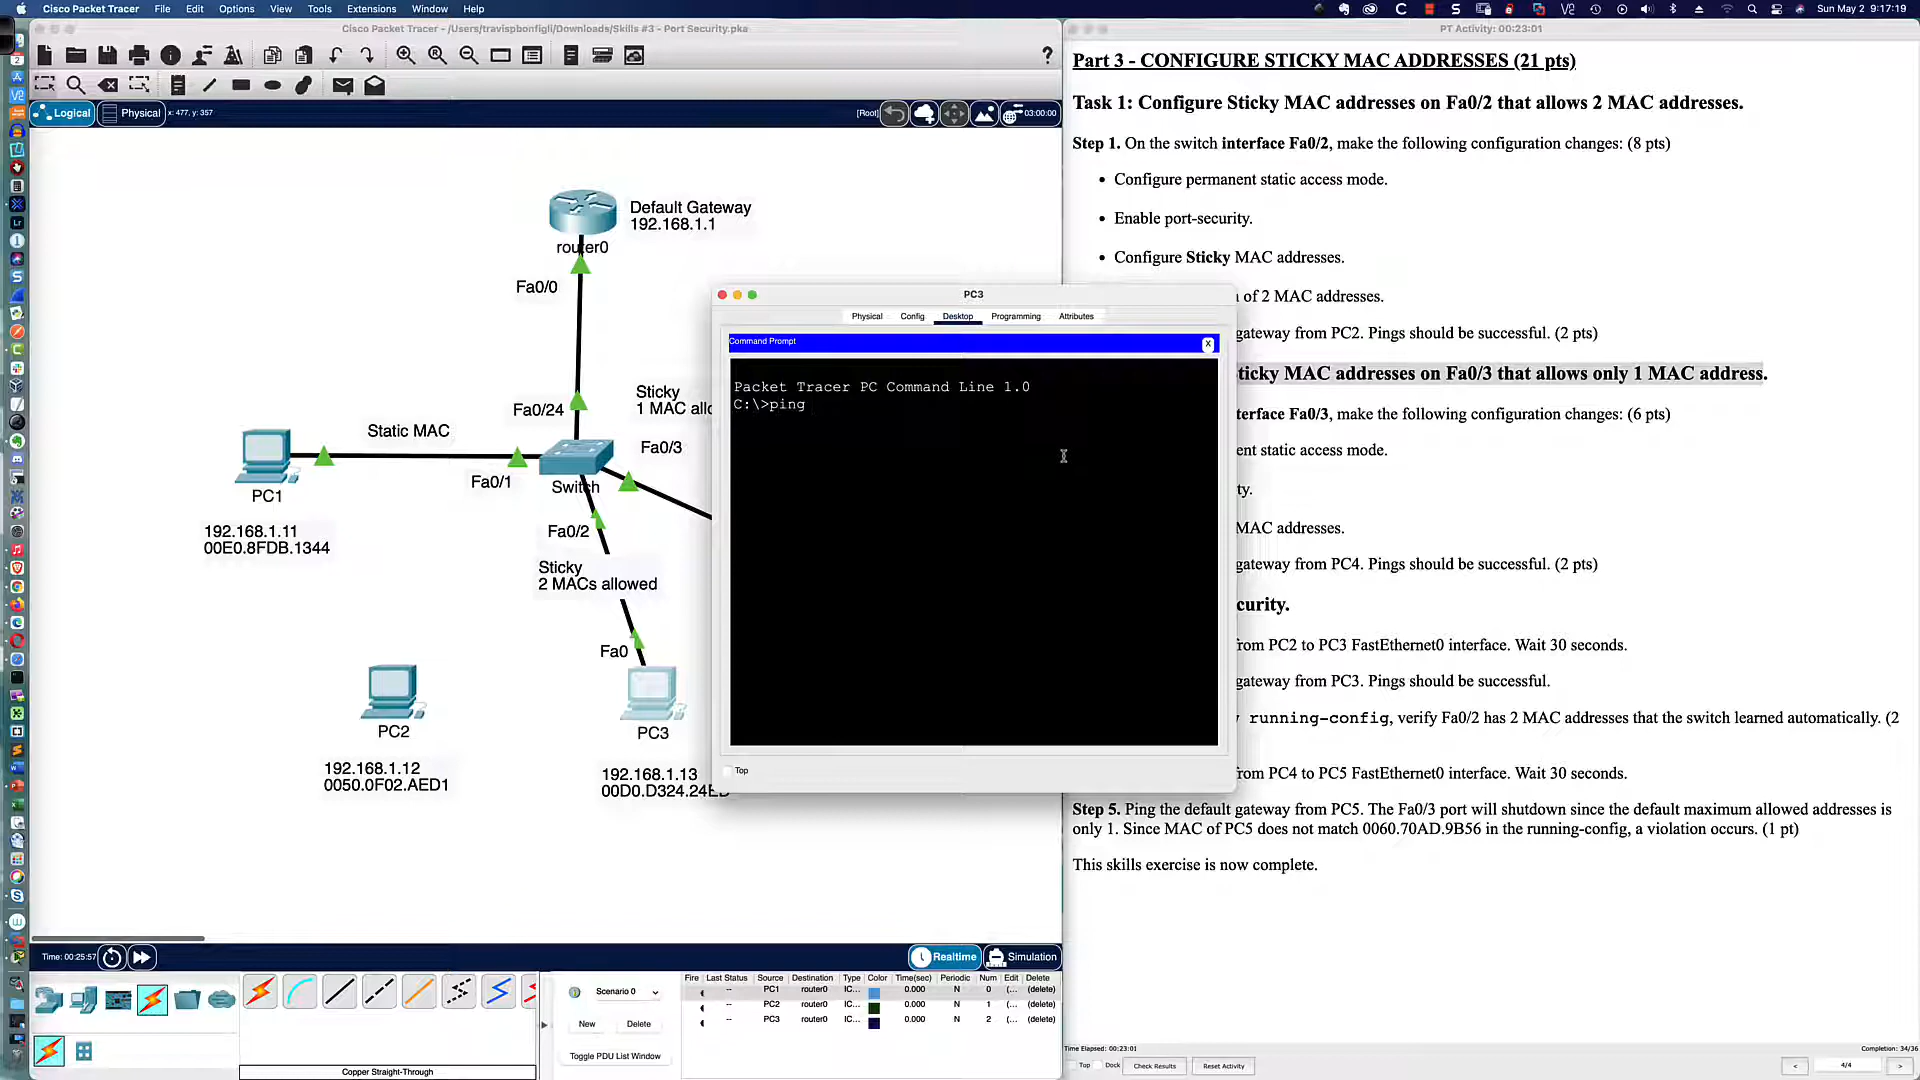 Cisco Packet Tracer File Edit Options View Tools Extensions Window Help
Sun May 2 9:17:19
Cisco Packet Tracer - /Users/travispbonfigli/Downloads/Skills #3 - Port Security.pka
PT Activity: 00:23:01
Logical
Physical
x: 477, y: 357
[Root]
03:00:00
Default Gateway
192.168.1.1
router0
Fa0/0
Fa0/24
Sticky
1 MAC allo
Fa0/3
Static MAC
Fa0/1
Switch
PC1
192.168.1.11
00E0.8FDB.1344
Fa0/2
Sticky
2 MACs allowed
Fa0
PC2
192.168.1.12
0050.0F02.AED1
PC3
192.168.1.13
00D0.D324.24ED
PC3
Physical Config Desktop Programming Attributes
Command Prompt
X
Packet Tracer PC Command Line 1.0
C:\>ping
Top
Part 3 - CONFIGURE STICKY MAC ADDRESSES (21 pts)
Task 1: Configure Sticky MAC addresses on Fa0/2 that allows 2 MAC addresses.
Step 1. On the switch interface Fa0/2, make the following configuration changes: (8 pts)
• Configure permanent static access mode.
• Enable port-security.
• Configure Sticky MAC addresses.
of 2 MAC addresses.
gateway from PC2. Pings should be successful. (2 pts)
ticky MAC addresses on Fa0/3 that allows only 1 MAC address.
terface Fa0/3, make the following configuration changes: (6 pts)
ent static access mode.
ty.
MAC addresses.
gateway from PC4. Pings should be successful. (2 pts)
curity.
rom PC2 to PC3 FastEthernet0 interface. Wait 30 seconds.
gateway from PC3. Pings should be successful.
running-config, verify Fa0/2 has 2 MAC addresses that the switch learned automatically. (2
rom PC4 to PC5 FastEthernet0 interface. Wait 30 seconds.
Step 5. Ping the default gateway from PC5. The Fa0/3 port will shutdown since the default maximum allowed addresses is
only 1. Since MAC of PC5 does not match 0060.70AD.9B56 in the running-config, a violation occurs. (1 pt)
This skills exercise is now complete.
Time: 00:25:57
Realtime
Simulation
Scenario 0
New
Delete
Toggle PDU List Window
Copper Straight-Through
Fire Last Status Source Destination Type Color Time(sec) Periodic Num Edit Delete
-- PC1 router0 IC... 0.000 N 0 (... (delete)
-- PC2 router0 IC... 0.000 N 1 (... (delete)
-- PC3 router0 IC... 0.000 N 2 (... (delete)
Time Elapsed: 00:23:01
Completion: 34/36
Top
Dock
Check Results
Reset Activity
<
4/4
>